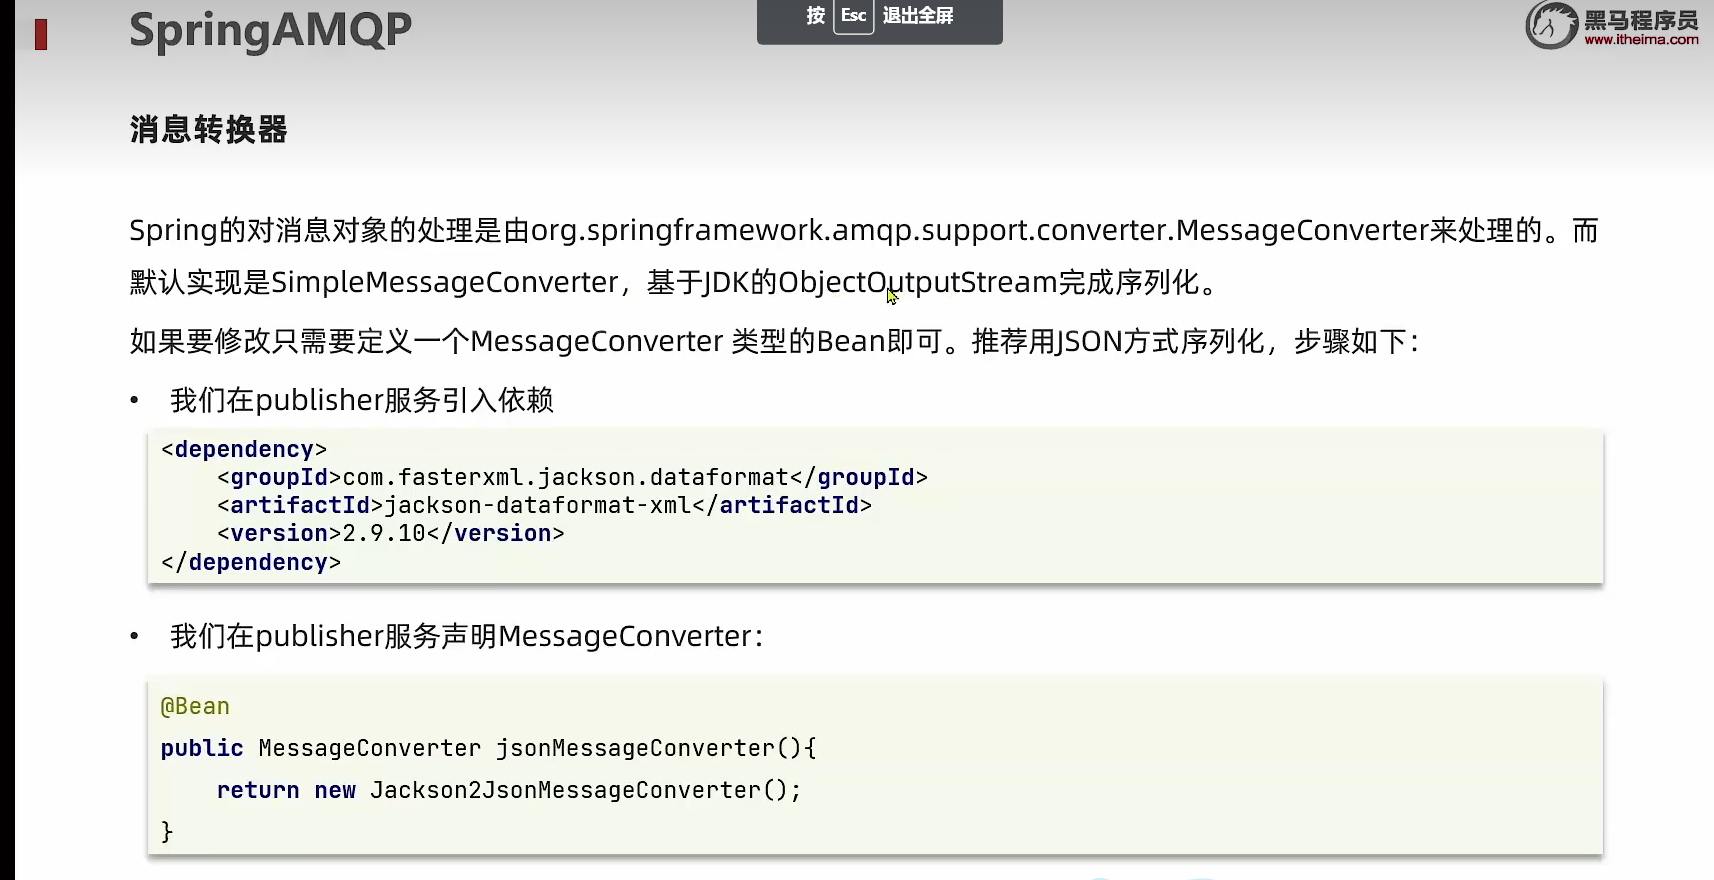 SpringAMQP
按 Esc 退出全屏
黑马程序员
www.itheima.com
消息转换器
Spring的对消息对象的处理是由org.springframework.amqp.support.converter.MessageConverter来处理的。而
默认实现是SimpleMessageConverter，基于JDK的ObjectOutputStream完成序列化。
如果要修改只需要定义一个MessageConverter 类型的Bean即可。推荐用JSON方式序列化，步骤如下：
• 我们在publisher服务引入依赖
<dependency>
    <groupId>com.fasterxml.jackson.dataformat</groupId>
    <artifactId>jackson-dataformat-xml</artifactId>
    <version>2.9.10</version>
</dependency>
• 我们在publisher服务声明MessageConverter：
@Bean
public MessageConverter jsonMessageConverter(){
    return new Jackson2JsonMessageConverter();
}